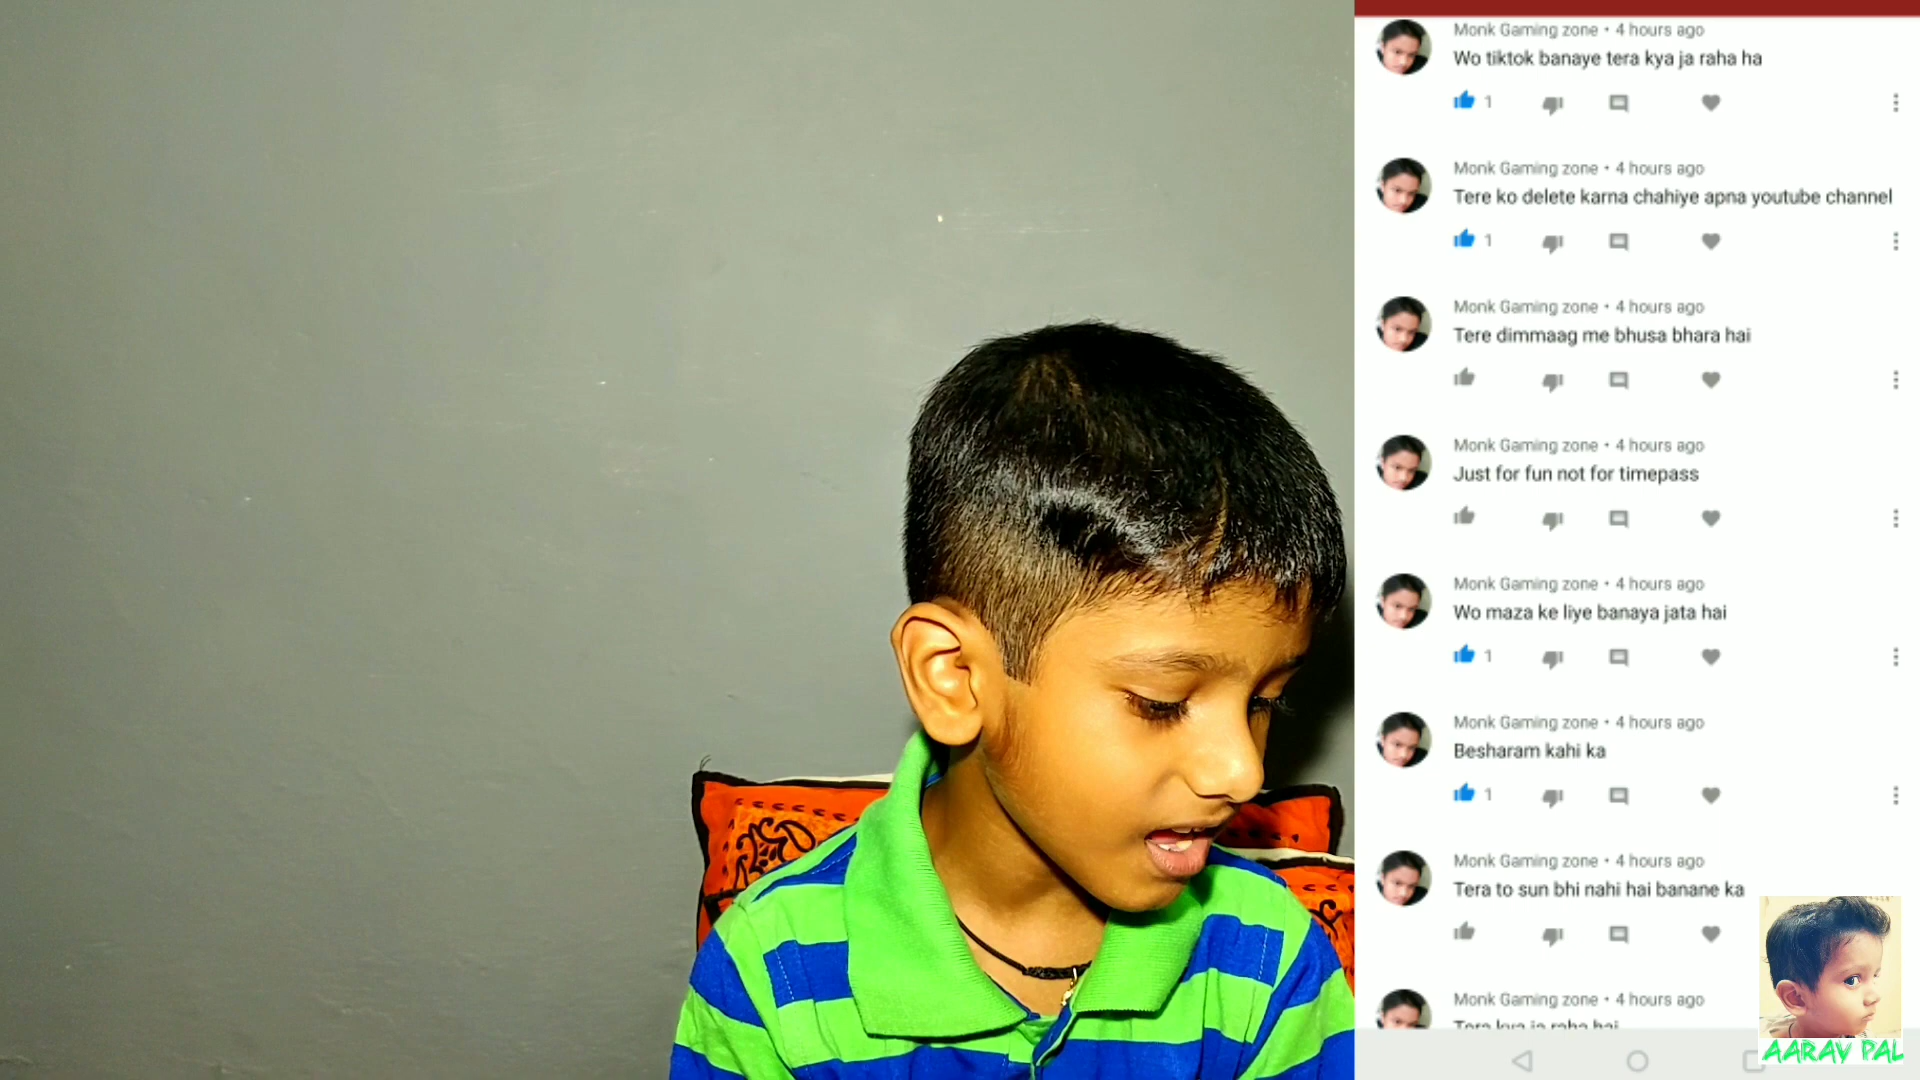 Monk Gaming zone • 4 hours ago
Wo tiktok banaye tera kya ja raha ha
1
Monk Gaming zone • 4 hours ago
Tere ko delete karna chahiye apna youtube channel
1
Monk Gaming zone • 4 hours ago
Tere dimmaag me bhusa bhara hai
Monk Gaming zone • 4 hours ago
Just for fun not for timepass
Monk Gaming zone • 4 hours ago
Wo maza ke liye banaya jata hai
1
Monk Gaming zone • 4 hours ago
Besharam kahi ka
1
Monk Gaming zone • 4 hours ago
Tera to sun bhi nahi hai banane ka
Monk Gaming zone • 4 hours ago
Tera kya ja raha hai
AARAV PAL